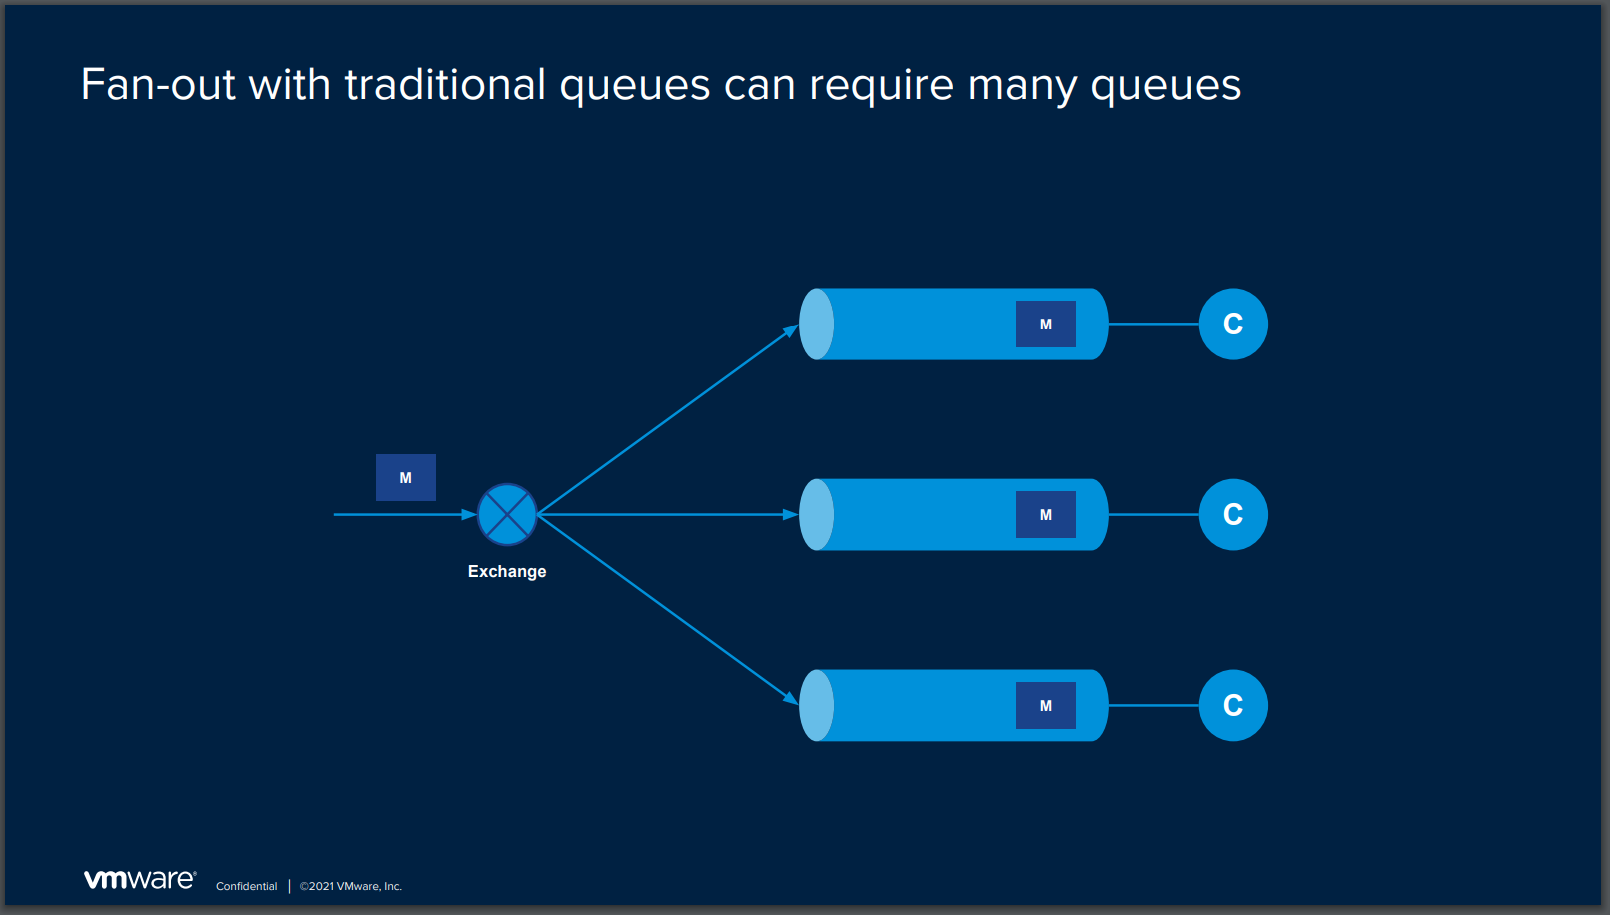 Fan-out with traditional queues can require many queues
M
C
M
Exchange
M
C
M
C
vmware®
Confidential | ©2021 VMware, Inc.